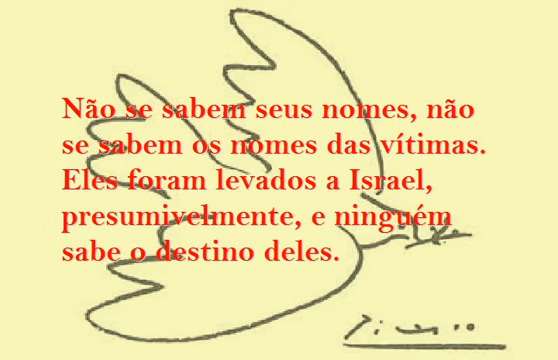 Não se sabem seus nomes, não
se sabem os nomes das vítimas.
Eles foram levados a Israel,
presumivelmente, e ninguém
sabe o destino deles.
Picasso